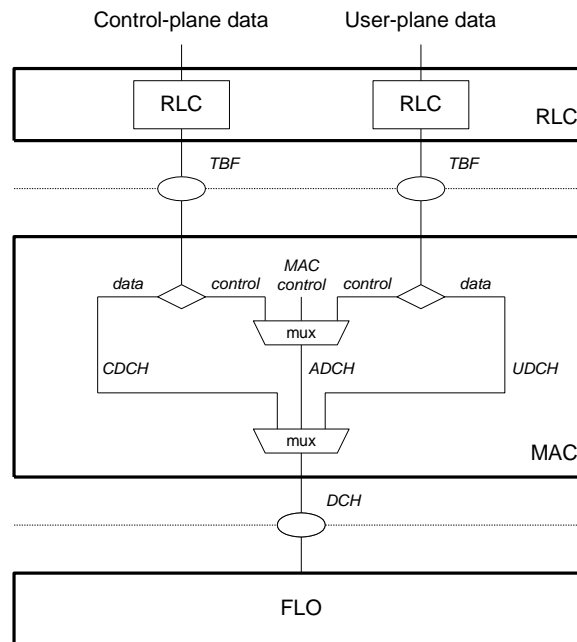 Control-plane data
User-plane data
RLC
RLC
RLC
TBF
TBF
data
control
MAC
control
control
data
mux
CDCH
ADCH
UDCH
mux
MAC
DCH
FLO